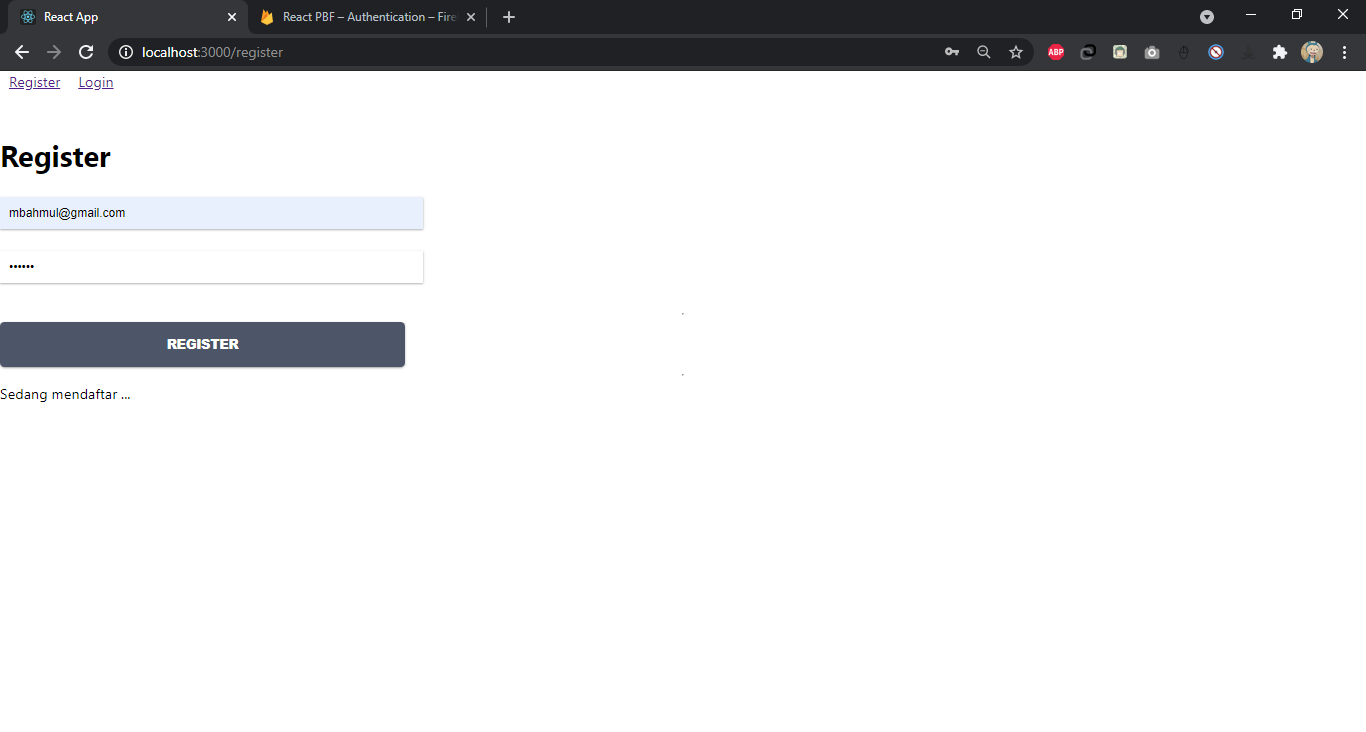 React App
React PBF – Authentication – Fire
localhost:3000/register
ABP
Register Login
Register
mbahmul@gmail.com
••••••
REGISTER
Sedang mendaftar ...